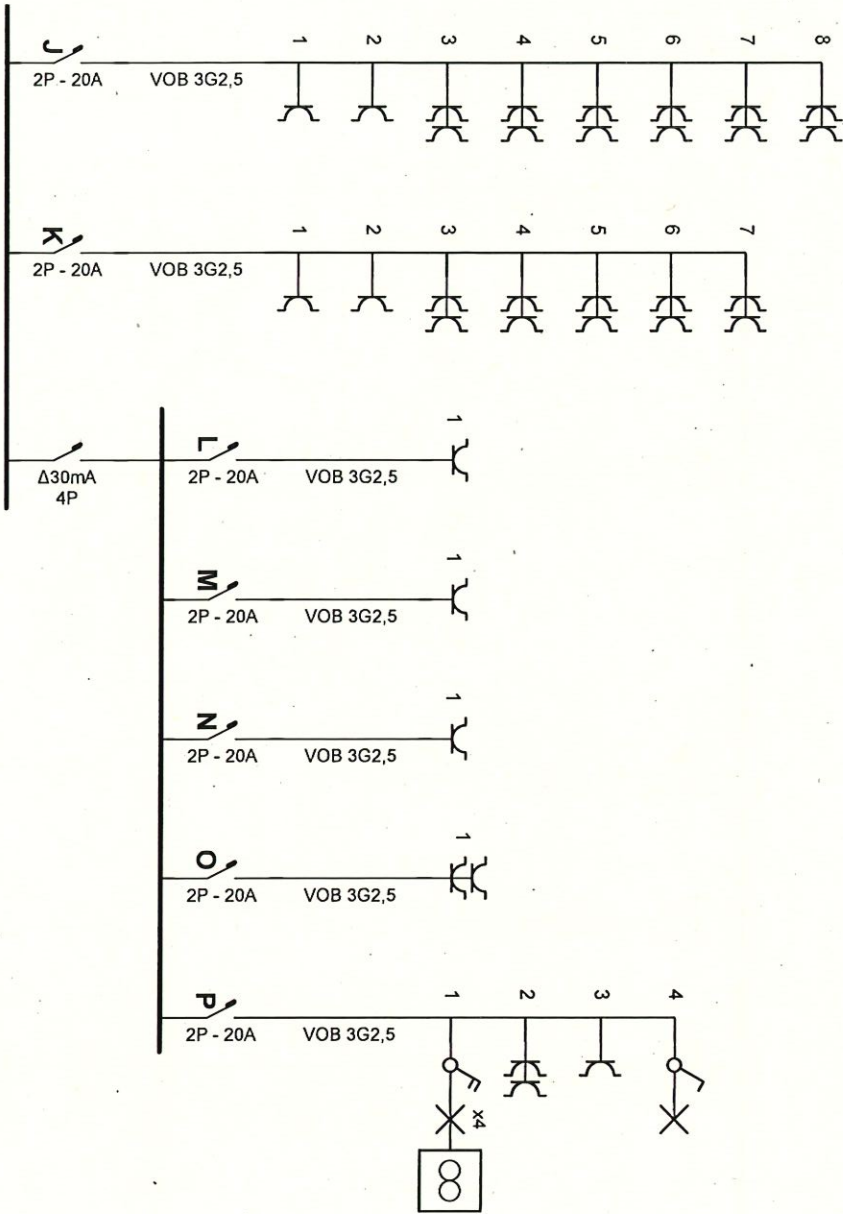 J 1 2 3 4 5 6 7 8
2P - 20A VOB 3G2,5
K 1 2 3 4 5 6 7
2P - 20A VOB 3G2,5
L 1
Δ30mA 2P - 20A VOB 3G2,5
4P
M 1
2P - 20A VOB 3G2,5
N 1
2P - 20A VOB 3G2,5
O 1
2P - 20A VOB 3G2,5
P 1 2 3 4
2P - 20A VOB 3G2,5
x4